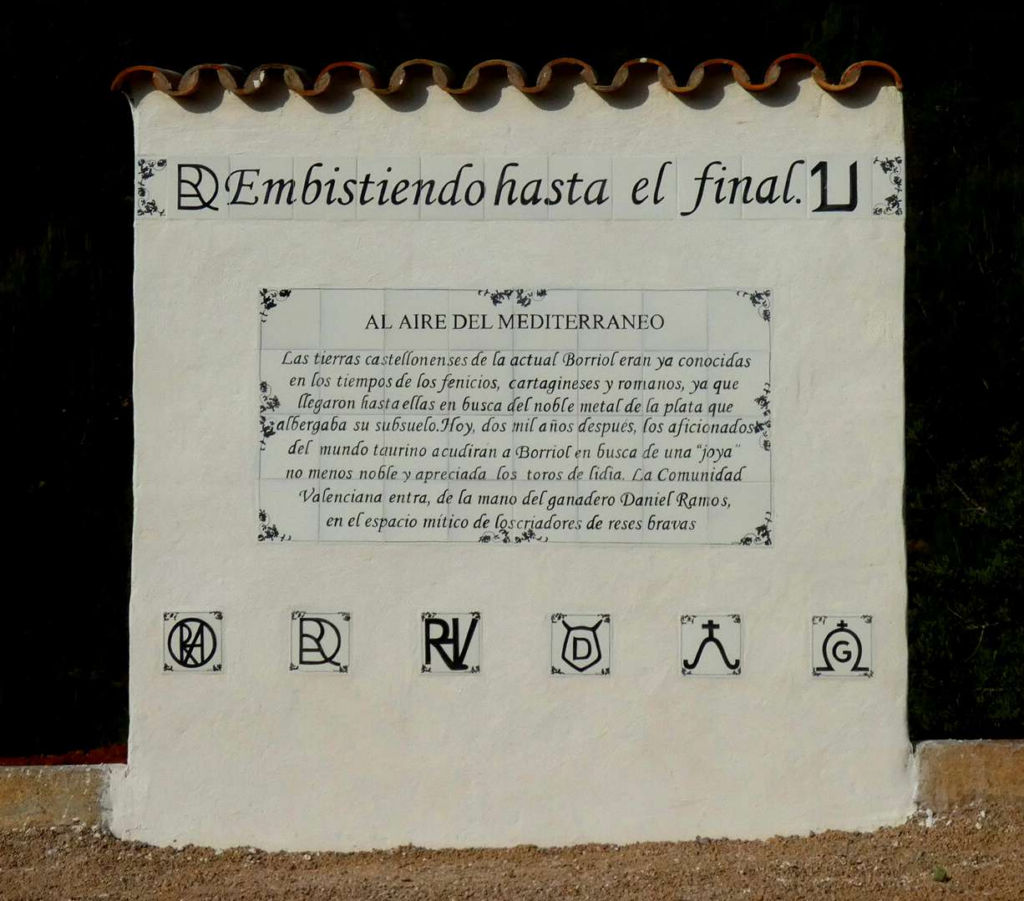 Embistiendo hasta el final.
AL AIRE DEL MEDITERRANEO
Las tierras castellonenses de la actual Borriol eran ya conocidas
en los tiempos de los fenicios, cartagineses y romanos, ya que
llegaron hasta ellas en busca del noble metal de la plata que
albergaba su subsuelo. Hoy, dos mil años después, los aficionados
del mundo taurino acudirán a Borriol en busca de una "joya"
no menos noble y apreciada los toros de lidia. La Comunidad
Valenciana entra, de la mano del ganadero Daniel Ramos,
en el espacio mítico de los criadores de reses bravas
D
G